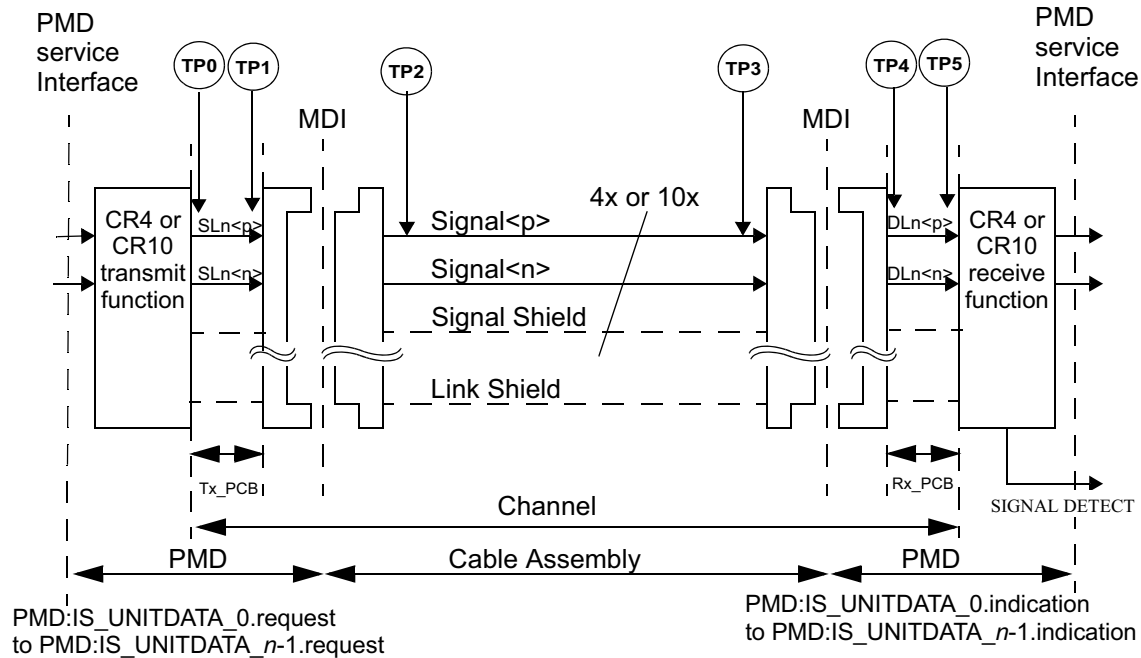 PMD
service
Interface
PMD
service
Interface
TP0
TP1
TP2
TP3
TP4
TP5
MDI
MDI
4x or 10x
CR4 or
CR10
transmit
function
SLn<p>
SLn<n>
Signal<p>
Signal<n>
Signal Shield
Link Shield
DLn<p>
DLn<n>
CR4 or
CR10
receive
function
Tx_PCB
Rx_PCB
SIGNAL DETECT
Channel
PMD
Cable Assembly
PMD
PMD:IS_UNITDATA_0.request
to PMD:IS_UNITDATA_n-1.request
PMD:IS_UNITDATA_0.indication
to PMD:IS_UNITDATA_n-1.indication